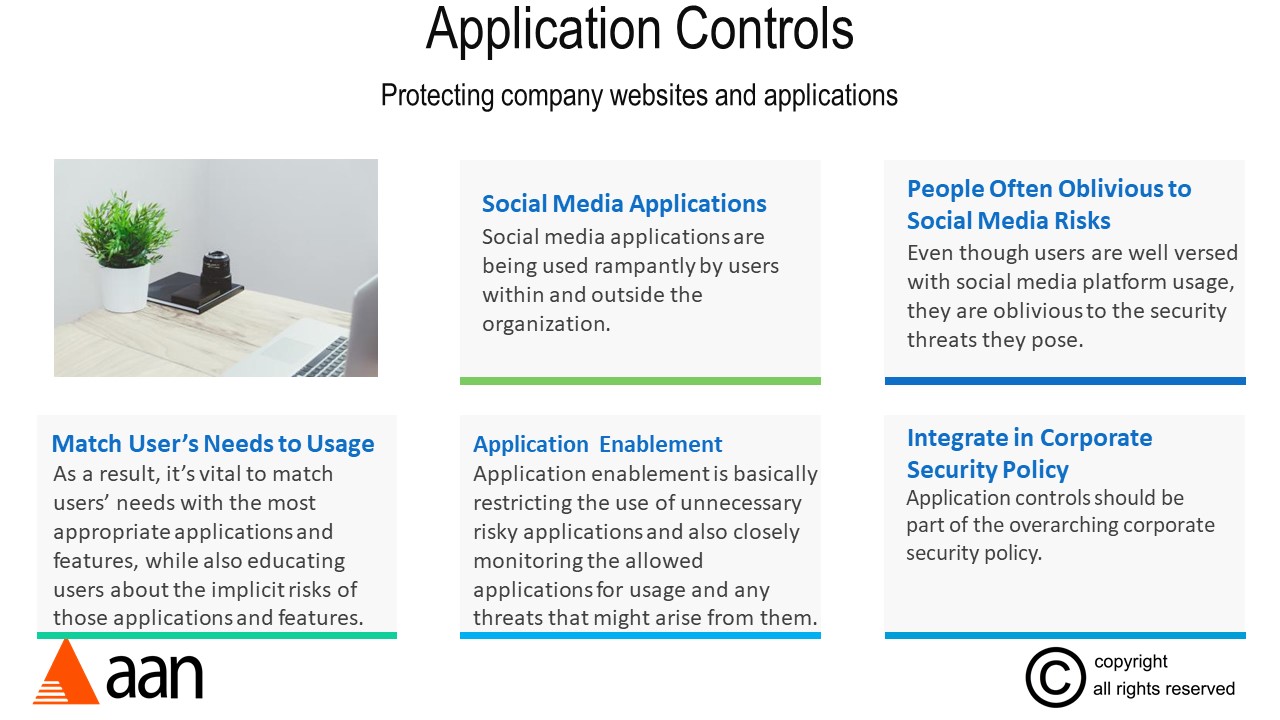 Application Controls
Protecting company websites and applications
Social Media Applications
Social media applications are
being used rampantly by users
within and outside the
organization.
People Often Oblivious to
Social Media Risks
Even though users are well versed
with social media platform usage,
they are oblivious to the security
threats they pose.
Match User’s Needs to Usage
As a result, it’s vital to match
users’ needs with the most
appropriate applications and
features, while also educating
users about the implicit risks of
those applications and features.
Application  Enablement
Application enablement is basically
restricting the use of unnecessary
risky applications and also closely
monitoring the allowed
applications for usage and any
threats that might arise from them.
Integrate in Corporate
Security Policy
Application controls should be
part of the overarching corporate
security policy.
aan
© copyright
all rights reserved